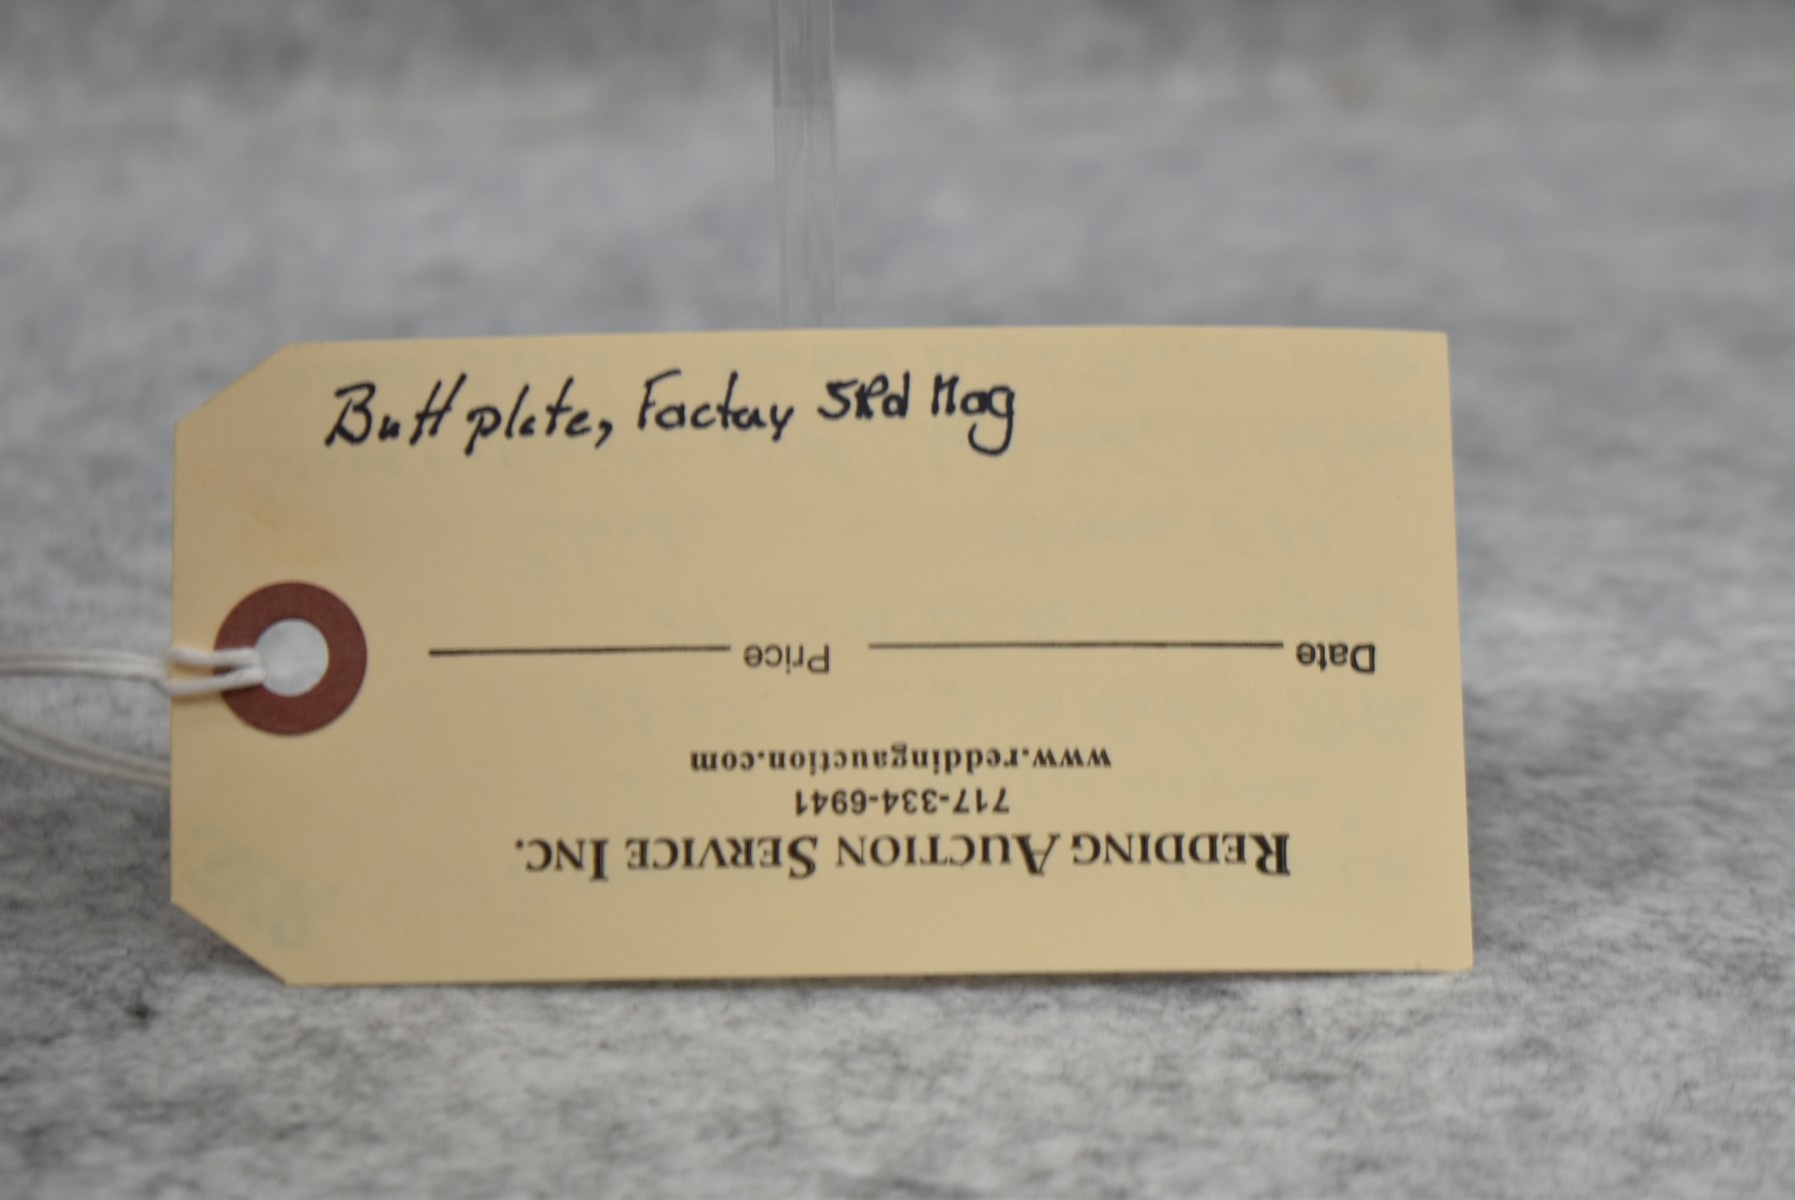 Butt plate, Factory 5Rd Mag
REDDING AUCTION SERVICE INC.
717-334-6941
www.reddingauction.com
Date Price